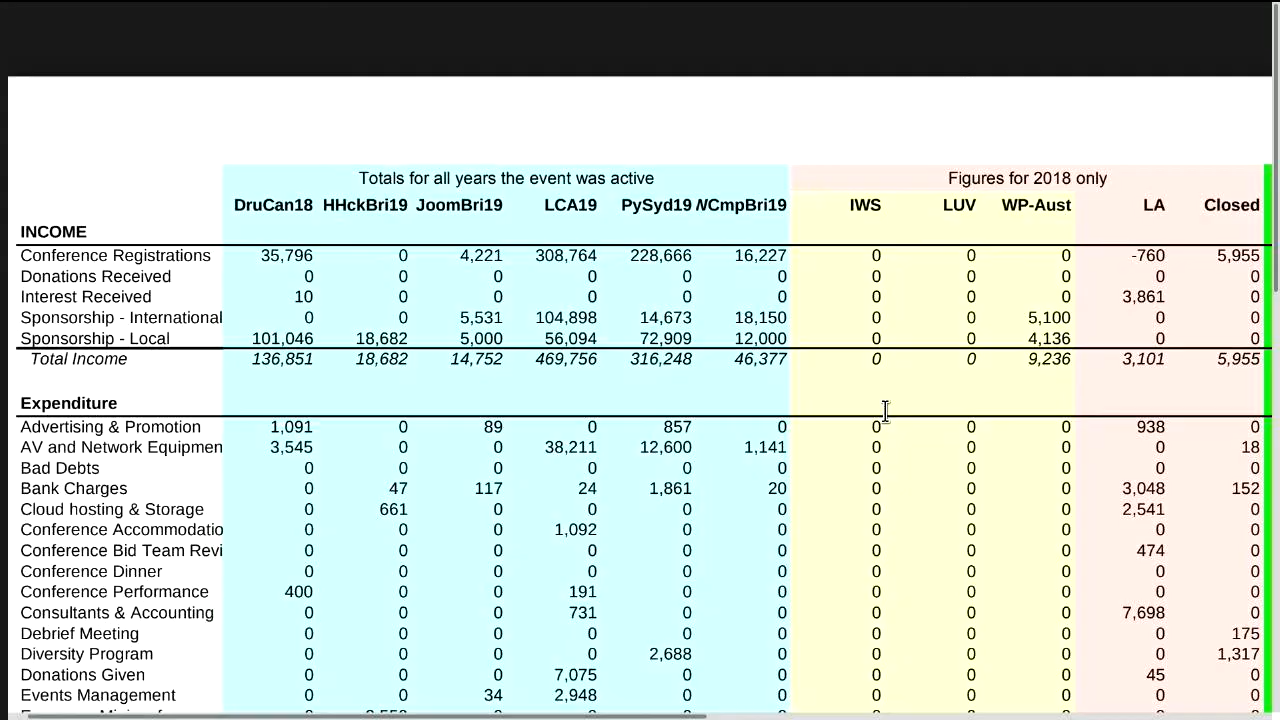 Totals for all years the event was active Figures for 2018 only
DruCan18 HHckBri19 JoomBri19 LCA19 PySyd19 WCmpBri19 IWS LUV WP-Aust LA Closed
INCOME
Conference Registrations 35,796 0 4,221 308,764 228,666 16,227 0 0 0 -760 5,955
Donations Received 0 0 0 0 0 0 0 0 0 0 0
Interest Received 10 0 0 0 0 0 0 0 0 3,861 0
Sponsorship - International 0 0 5,531 104,898 14,673 18,150 0 0 5,100 0 0
Sponsorship - Local 101,046 18,682 5,000 56,094 72,909 12,000 0 0 4,136 0 0
Total Income 136,851 18,682 14,752 469,756 316,248 46,377 0 0 9,236 3,101 5,955
Expenditure
Advertising & Promotion 1,091 0 89 0 857 0 0 0 0 938 0
AV and Network Equipmen 3,545 0 0 38,211 12,600 1,141 0 0 0 0 18
Bad Debts 0 0 0 0 0 0 0 0 0 0 0
Bank Charges 0 47 117 24 1,861 20 0 0 0 3,048 152
Cloud hosting & Storage 0 661 0 0 0 0 0 0 0 2,541 0
Conference Accommodatio 0 0 0 1,092 0 0 0 0 0 0 0
Conference Bid Team Revi 0 0 0 0 0 0 0 0 0 474 0
Conference Dinner 0 0 0 0 0 0 0 0 0 0 0
Conference Performance 400 0 0 191 0 0 0 0 0 0 0
Consultants & Accounting 0 0 0 731 0 0 0 0 0 7,698 0
Debrief Meeting 0 0 0 0 0 0 0 0 0 0 175
Diversity Program 0 0 0 0 2,688 0 0 0 0 0 1,317
Donations Given 0 0 0 7,075 0 0 0 0 0 45 0
Events Management 0 0 34 2,948 0 0 0 0 0 0 0